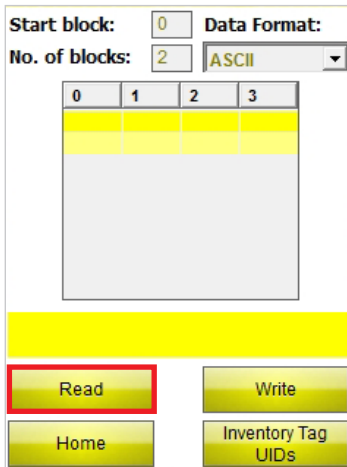 Start block: 0 Data Format:
No. of blocks: 2 ASCII
0 1 2 3
Read Write
Home Inventory Tag
UIDs